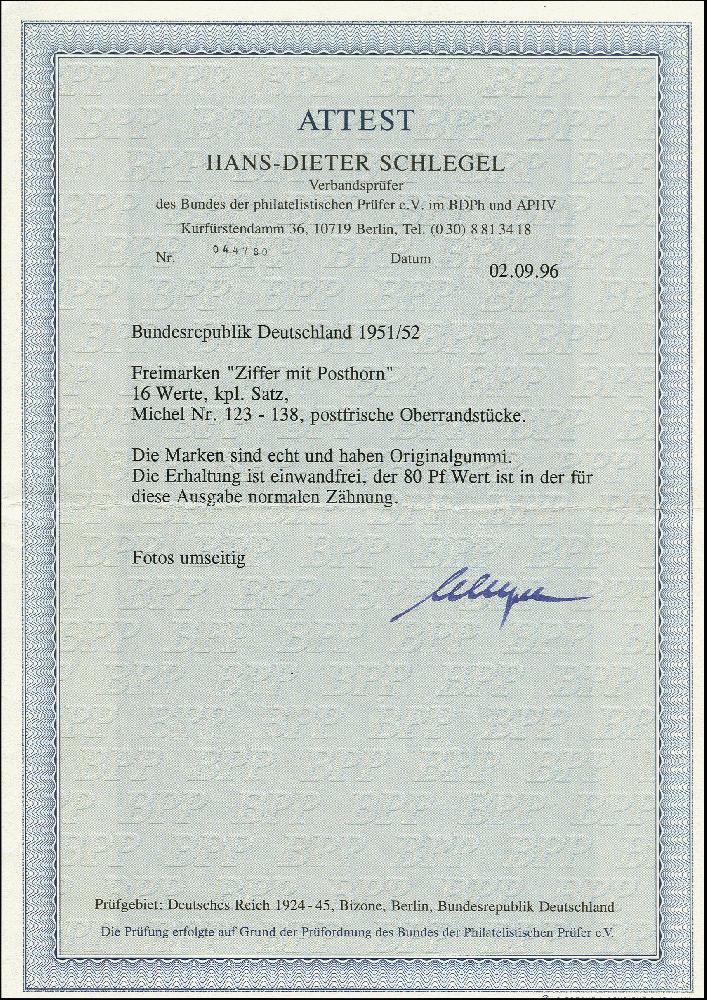 ATTEST
HANS-DIETER SCHLEGEL
Verbandsprüfer
des Bundes der philatelistischen Prüfer e.V. im BDPh und APHV
Kurfürstendamm 36, 10719 Berlin, Tel. (030) 8 81 34 18
Nr. 044780 Datum 02.09.96
Bundesrepublik Deutschland 1951/52
Freimarken "Ziffer mit Posthorn"
16 Werte, kpl. Satz,
Michel Nr. 123 - 138, postfrische Oberrandstücke.
Die Marken sind echt und haben Originalgummi.
Die Erhaltung ist einwandfrei, der 80 Pf Wert ist in der für
diese Ausgabe normalen Zähnung.
Fotos umseitig
Prüfgebiet: Deutsches Reich 1924-45, Bizone, Berlin, Bundesrepublik Deutschland
Die Prüfung erfolgte auf Grund der Prüfordnung des Bundes der Philatelistischen Prüfer e.V.